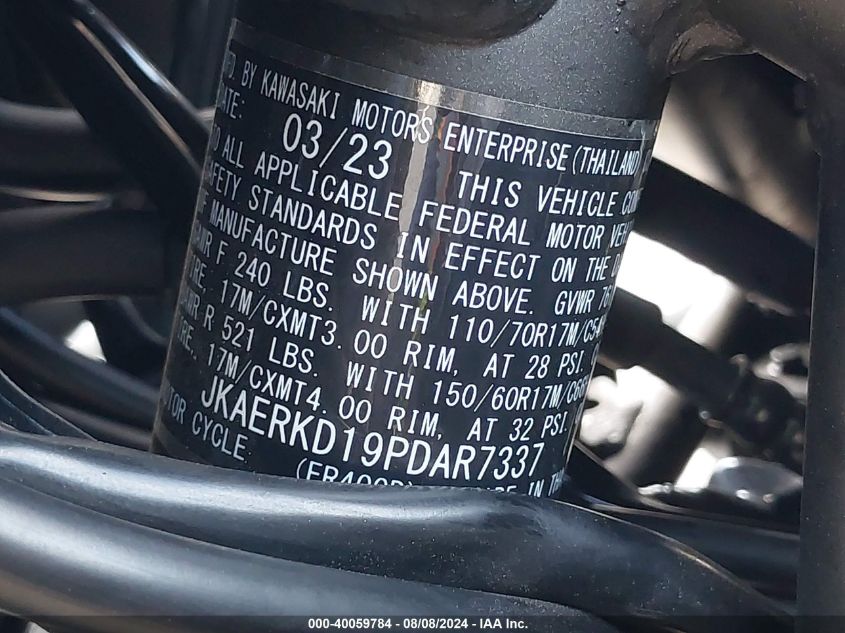 BY KAWASAKI MOTORS ENTERPRISE (THAILAND)
03/23 THIS VEHICLE
ALL APPLICABLE FEDERAL MOTOR
STANDARDS IN EFFECT ON THE
MANUFACTURE SHOWN ABOVE. GVWR
F 240 LBS. WITH 110/70R17M/
17M/CXMT3.00 RIM, AT 28 PSI.
R 521 LBS. WITH 150/60R17M/
17M/CXMT4.00 RIM, AT 32 PSI.
JKAERKD19PDAR7337
CYCLE
IN
000-40059784 - 08/08/2024 - IAA Inc.